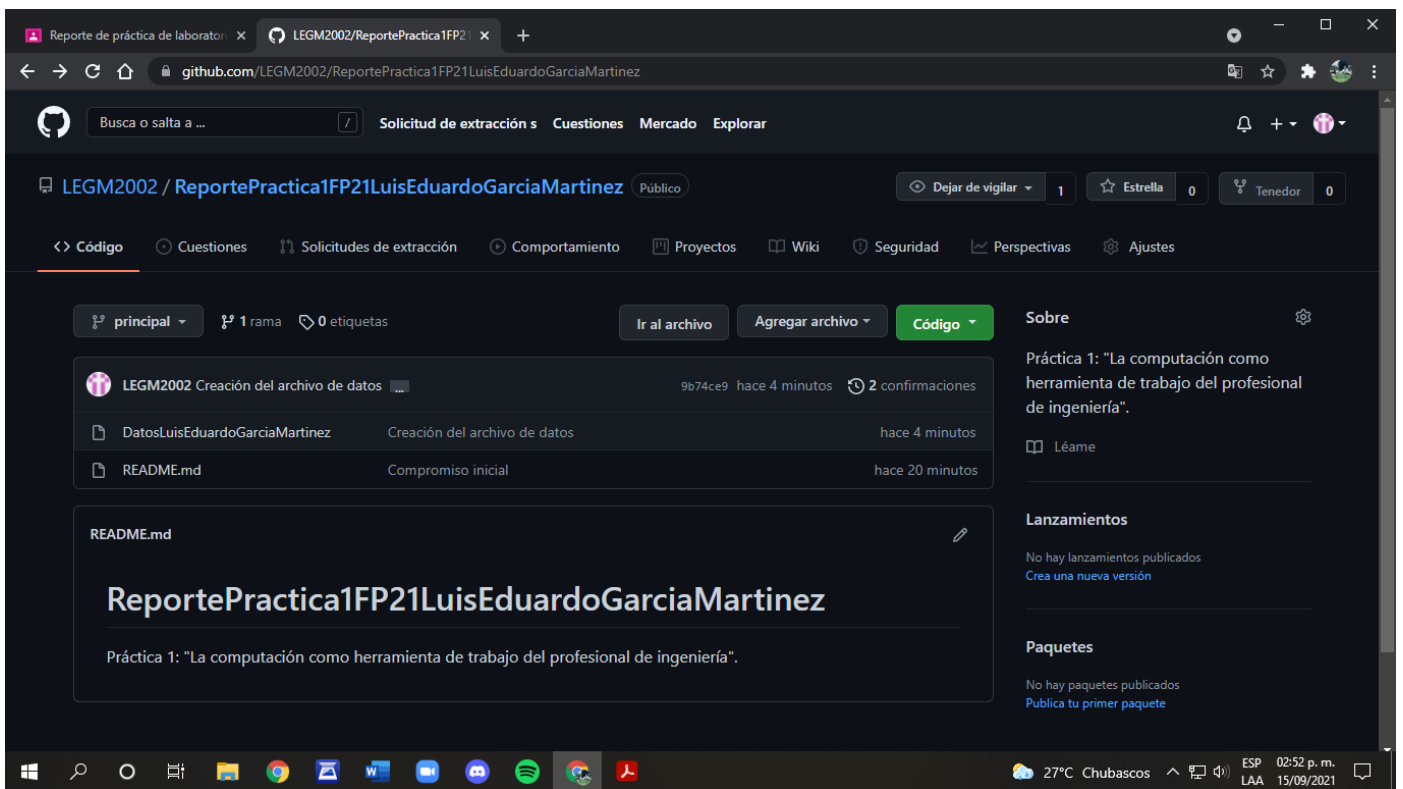 Reporte de práctica de laboratori
LEGM2002/ReportePractica1FP21
github.com/LEGM2002/ReportePractica1FP21LuisEduardoGarciaMartinez
Busca o salta a ...
/
Solicitud de extracción s Cuestiones Mercado Explorar
LEGM2002 / ReportePractica1FP21LuisEduardoGarciaMartinez Público
Dejar de vigilar 1 Estrella 0 Tenedor 0
<> Código Cuestiones Solicitudes de extracción Comportamiento Proyectos Wiki Seguridad Perspectivas Ajustes
principal 1 rama 0 etiquetas Ir al archivo Agregar archivo Código
LEGM2002 Creación del archivo de datos ... 9b74ce9 hace 4 minutos 2 confirmaciones
DatosLuisEduardoGarciaMartinez Creación del archivo de datos hace 4 minutos
README.md Compromiso inicial hace 20 minutos
README.md
ReportePractica1FP21LuisEduardoGarciaMartinez
Práctica 1: "La computación como herramienta de trabajo del profesional de ingeniería".
Sobre
Práctica 1: "La computación como
herramienta de trabajo del profesional
de ingeniería".
Léame
Lanzamientos
No hay lanzamientos publicados
Crea una nueva versión
Paquetes
No hay paquetes publicados
Publica tu primer paquete
27°C Chubascos
ESP
LAA
02:52 p. m.
15/09/2021